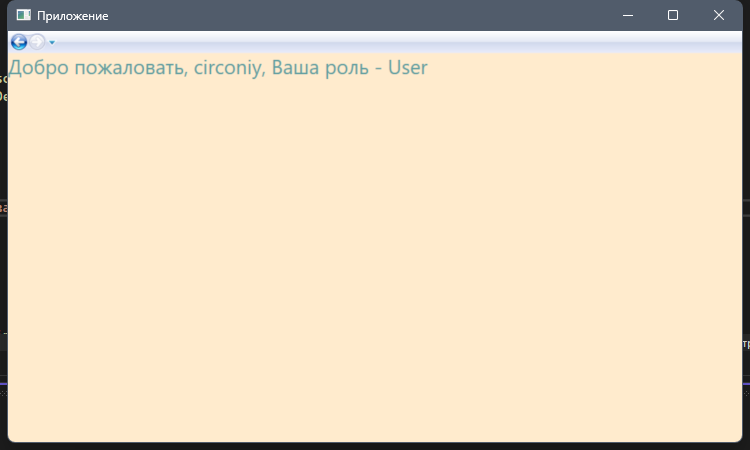 Приложение
Добро пожаловать, circoniy, Ваша роль - User